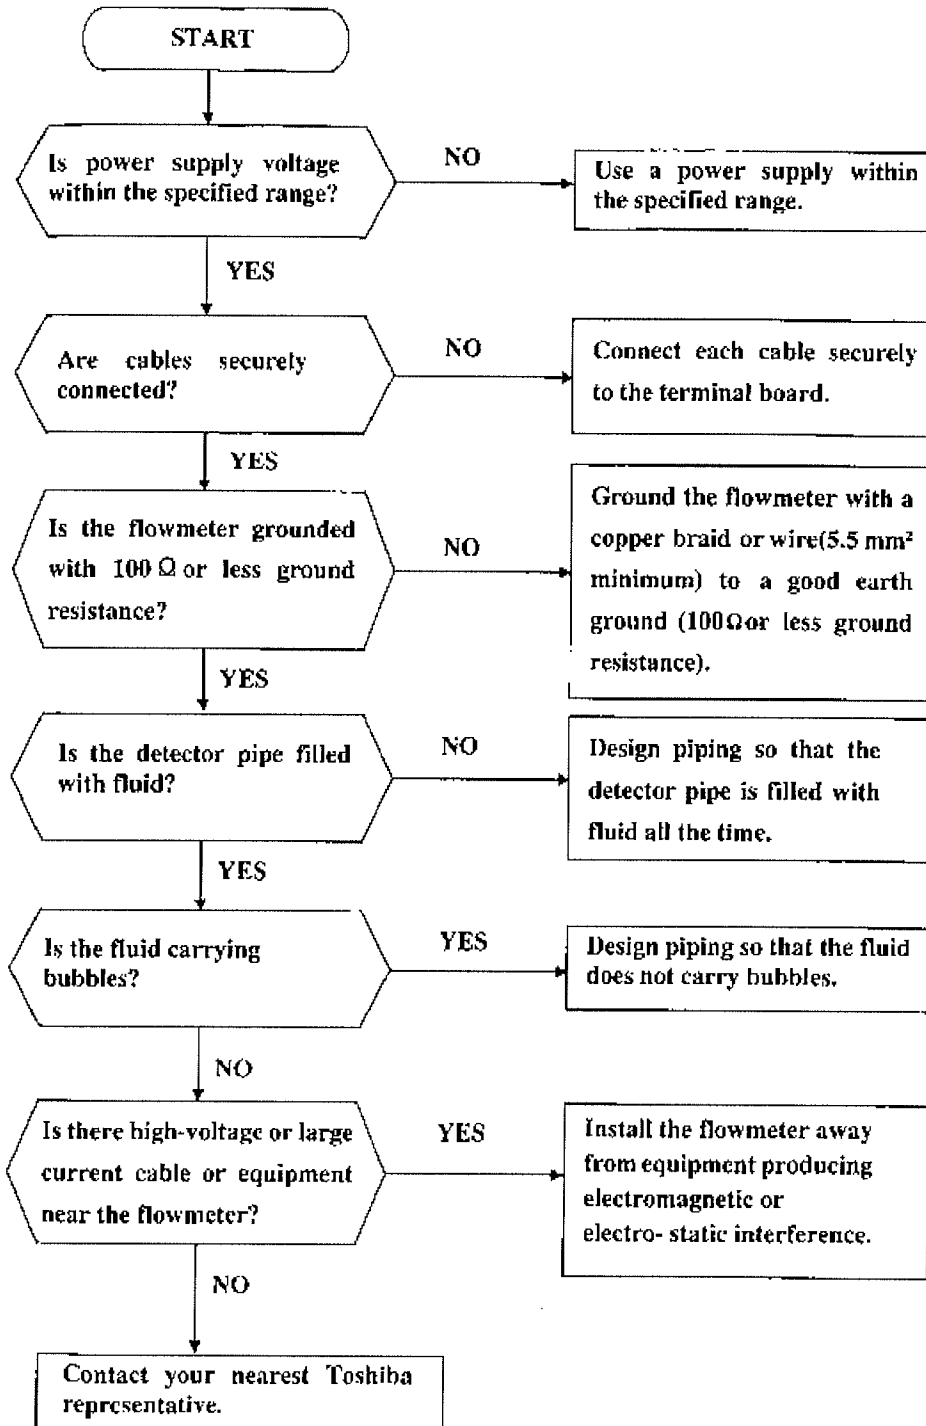 START
Is power supply voltage
within the specified range?
NO
Use a power supply within
the specified range.
YES
Are cables securely
connected?
NO
Connect each cable securely
to the terminal board.
YES
Is the flowmeter grounded
with 100 Ω or less ground
resistance?
NO
Ground the flowmeter with a
copper braid or wire(5.5 mm²
minimum) to a good earth
ground (100Ωor less ground
resistance).
YES
Is the detector pipe filled
with fluid?
NO
Design piping so that the
detector pipe is filled with
fluid all the time.
YES
Is the fluid carrying
bubbles?
YES
Design piping so that the fluid
does not carry bubbles.
NO
Is there high-voltage or large
current cable or equipment
near the flowmeter?
YES
Install the flowmeter away
from equipment producing
electromagnetic or
electro- static interference.
NO
Contact your nearest Toshiba
representative.